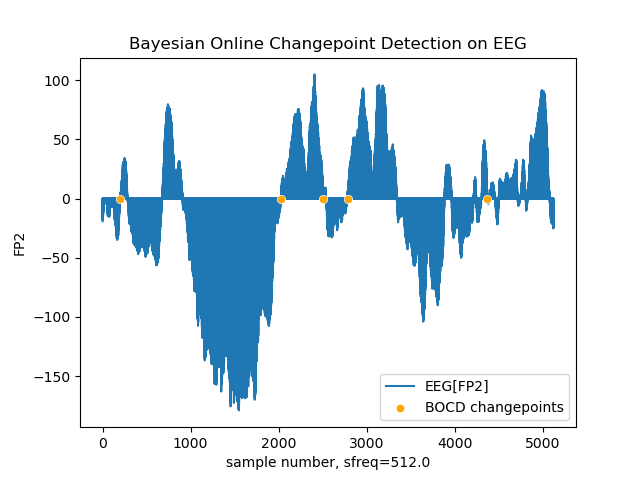 Bayesian Online Changepoint Detection on EEG
100
50
0
−50
−100
−150
FP2
EEG[FP2]
BOCD changepoints
0 1000 2000 3000 4000 5000
sample number, sfreq=512.0